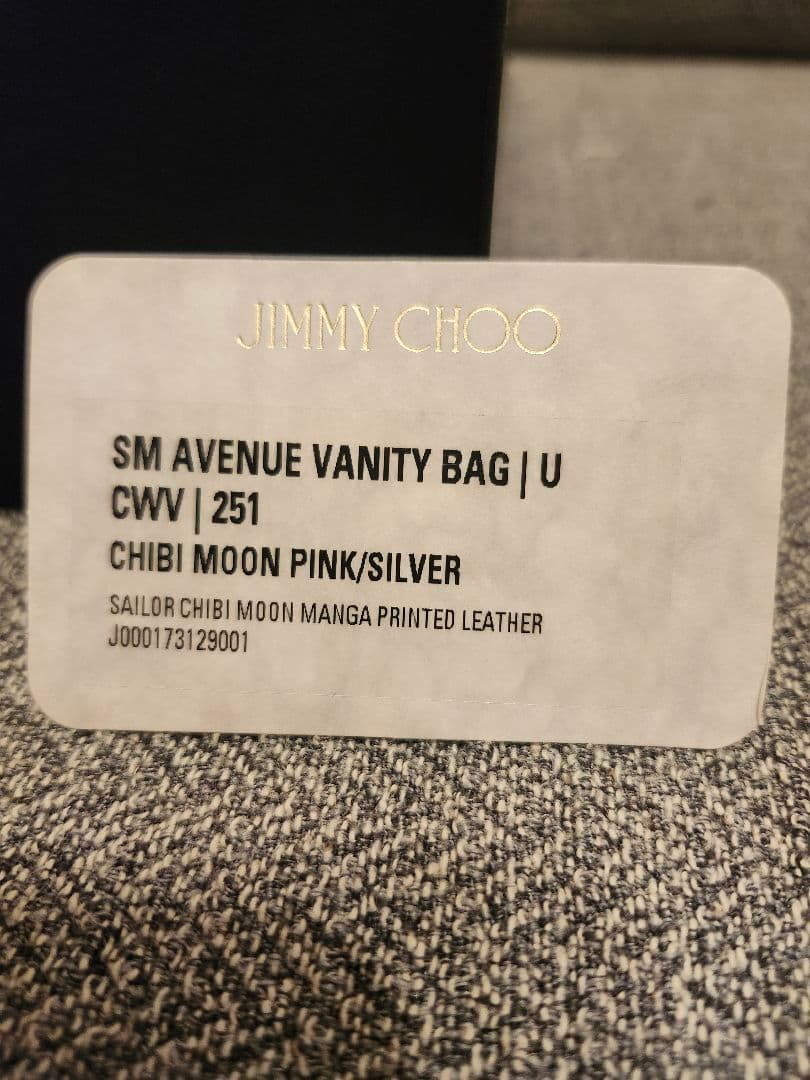 JIMMY CHOO
SM AVENUE VANITY BAG | U
CWV | 251
CHIBI MOON PINK/SILVER
SAILOR CHIBI MOON MANGA PRINTED LEATHER
J000173129001